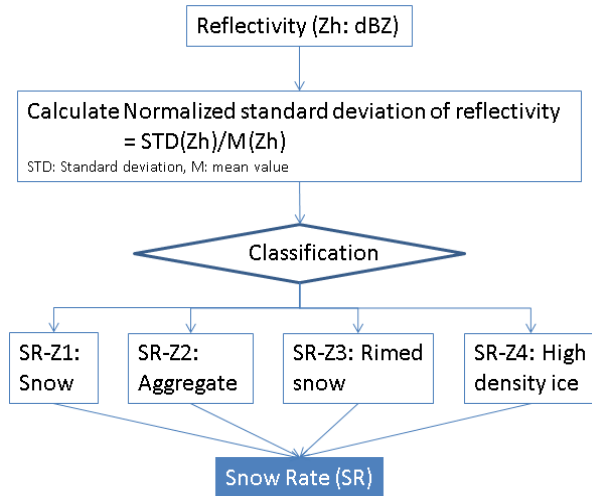 Reflectivity (Zh: dBZ)
Calculate Normalized standard deviation of reflectivity
= STD(Zh)/M(Zh)
STD: Standard deviation, M: mean value
Classification
SR-Z1:
Snow
SR-Z2:
Aggregate
SR-Z3: Rimed
snow
SR-Z4: High
density ice
Snow Rate (SR)